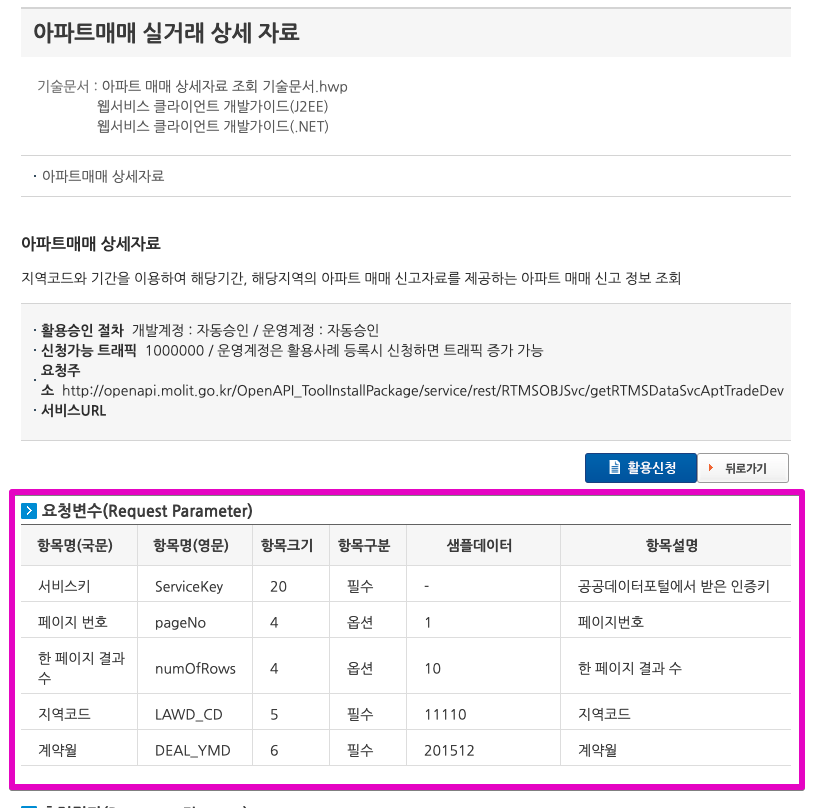 아파트매매 실거래 상세 자료
기술문서 : 아파트 매매 상세자료 조회 기술문서.hwp
웹서비스 클라이언트 개발가이드(J2EE)
웹서비스 클라이언트 개발가이드(.NET)
· 아파트매매 상세자료
아파트매매 상세자료
지역코드와 기간을 이용하여 해당기간, 해당지역의 아파트 매매 신고자료를 제공하는 아파트 매매 신고 정보 조회
· 활용승인 절차 개발계정 : 자동승인 / 운영계정 : 자동승인
· 신청가능 트래픽 1000000 / 운영계정은 활용사례 등록시 신청하면 트래픽 증가 가능
· 요청주
소 http://openapi.molit.go.kr/OpenAPI_ToolInstallPackage/service/rest/RTMSOBJSvc/getRTMSDataSvcAptTradeDev
· 서비스URL
활용신청 뒤로가기
요청변수(Request Parameter)
항목명(국문) 항목명(영문) 항목크기 항목구분 샘플데이터 항목설명
서비스키 ServiceKey 20 필수 - 공공데이터포털에서 받은 인증키
페이지 번호 pageNo 4 옵션 1 페이지번호
한 페이지 결과
수 numOfRows 4 옵션 10 한 페이지 결과 수
지역코드 LAWD_CD 5 필수 11110 지역코드
계약월 DEAL_YMD 6 필수 201512 계약월